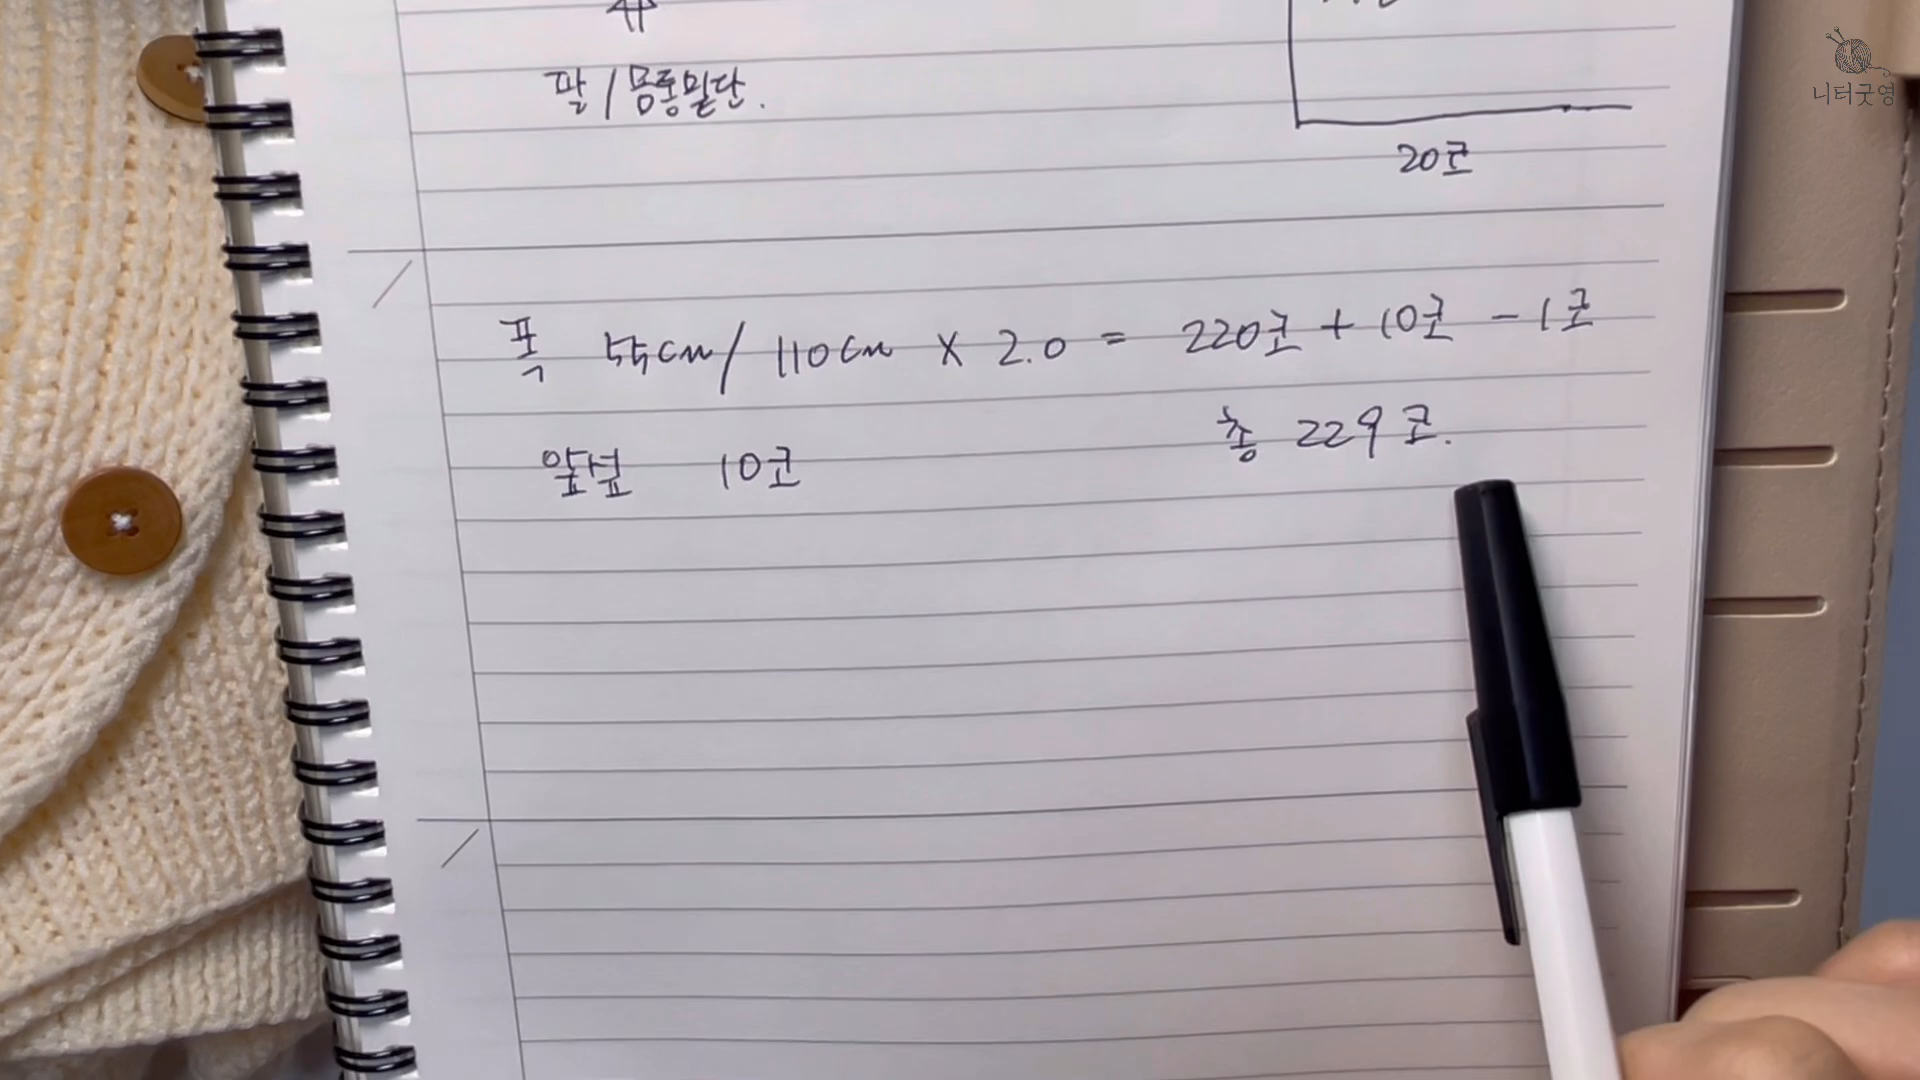 팔 / 몸통밑단.
20코
니터굿영
폭 55cm / 110cm × 2.0 = 220코 + 10코 - 1코
총 229코.
앞섶 10코